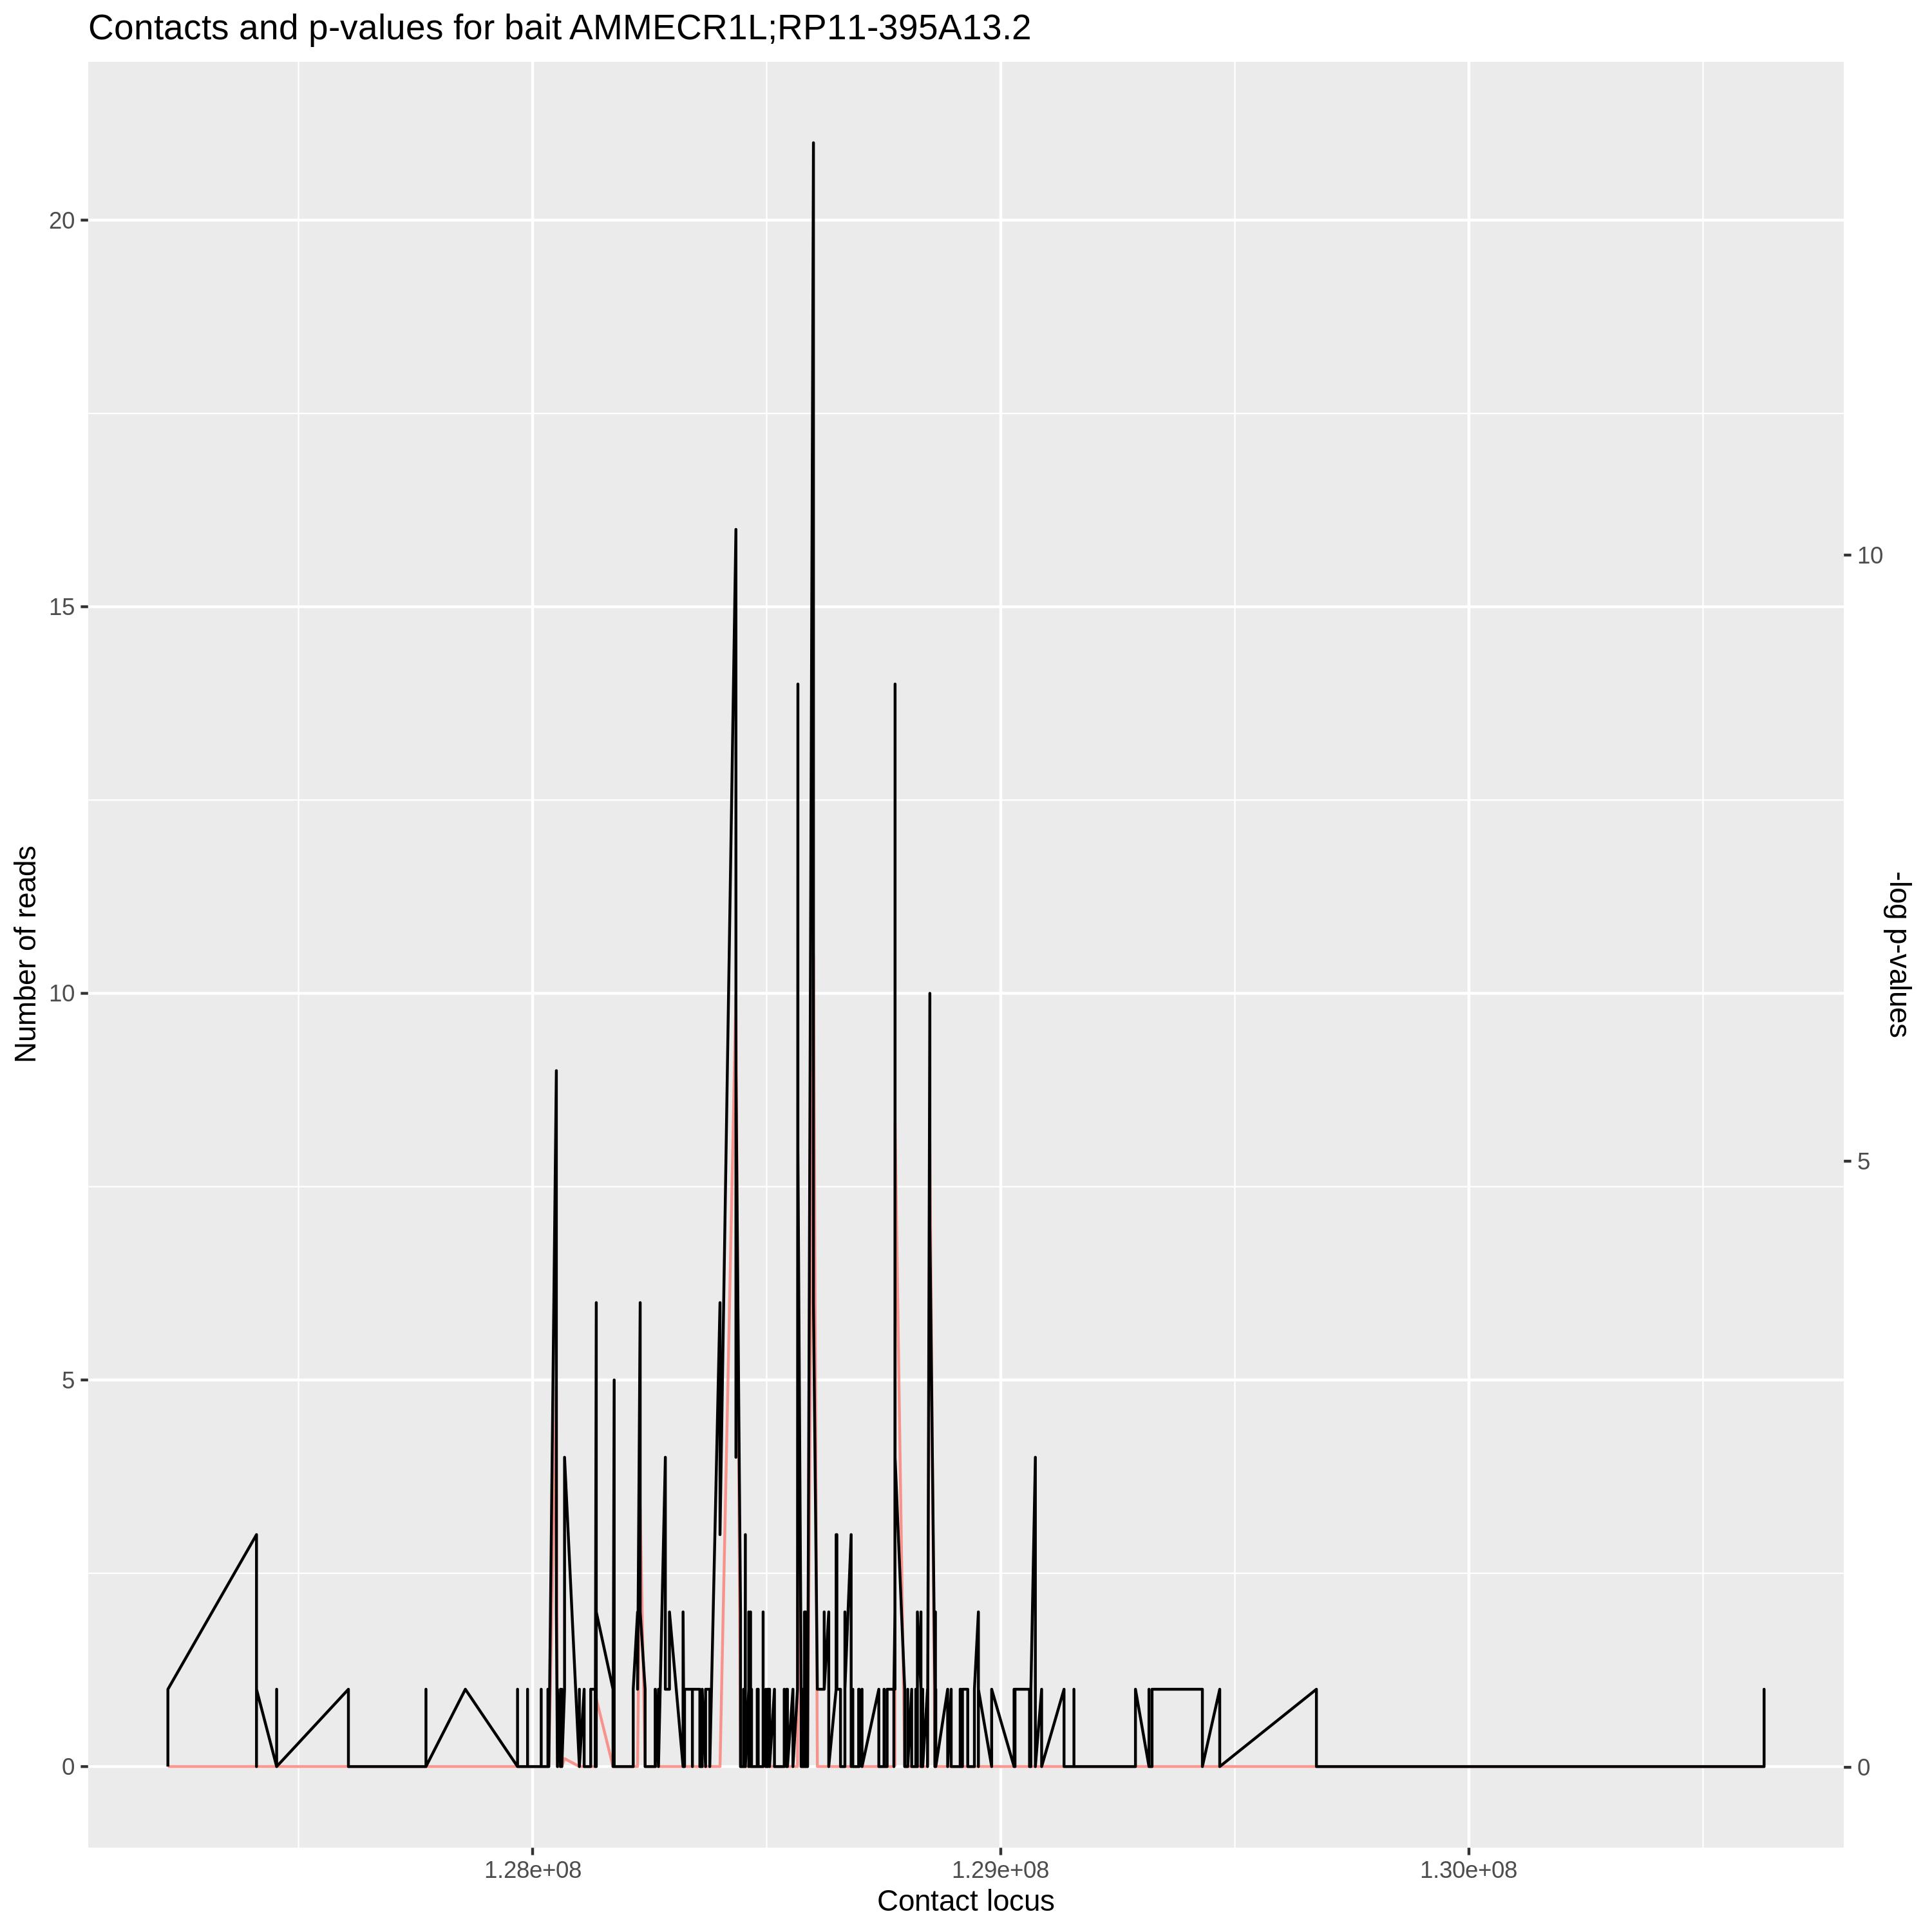 Contacts and p-values for bait AMMECR1L;RP11-395A13.2
20
15
10
5
0
Number of reads
10
5
0
-log p-values
1.28e+08 1.29e+08 1.30e+08
Contact locus